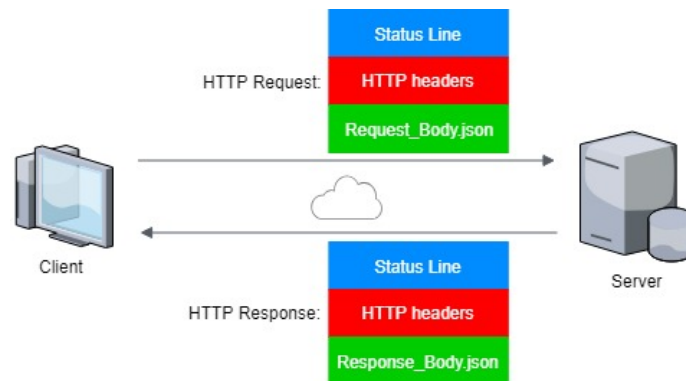 Status Line
HTTP Request:
HTTP headers
Request_Body.json
Client
Server
Status Line
HTTP Response:
HTTP headers
Response_Body.json